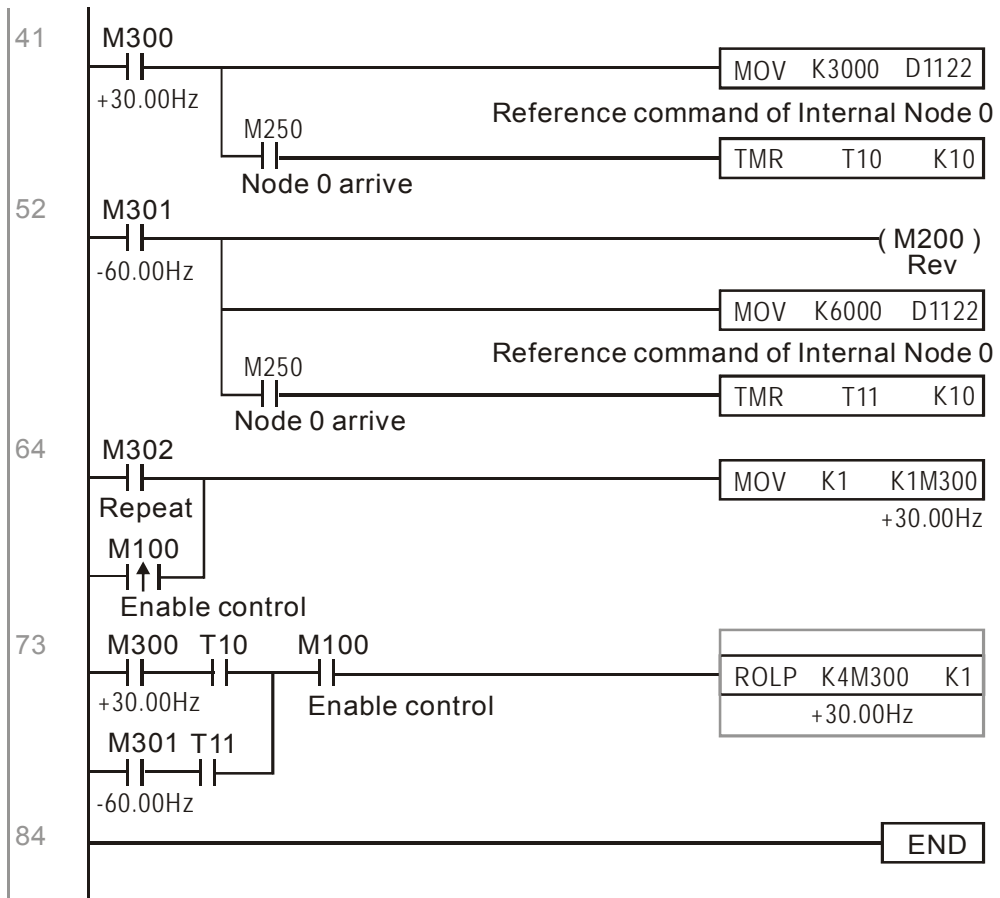 41
M300
+30.00Hz
MOV K3000 D1122
Reference command of Internal Node 0
M250
Node 0 arrive
TMR T10 K10
52
M301
-60.00Hz
( M200 )
Rev
MOV K6000 D1122
Reference command of Internal Node 0
M250
Node 0 arrive
TMR T11 K10
64
M302
Repeat
MOV K1 K1M300
+30.00Hz
M100
Enable control
73
M300 T10 M100
+30.00Hz
Enable control
ROLP K4M300 K1
+30.00Hz
M301 T11
-60.00Hz
84
END